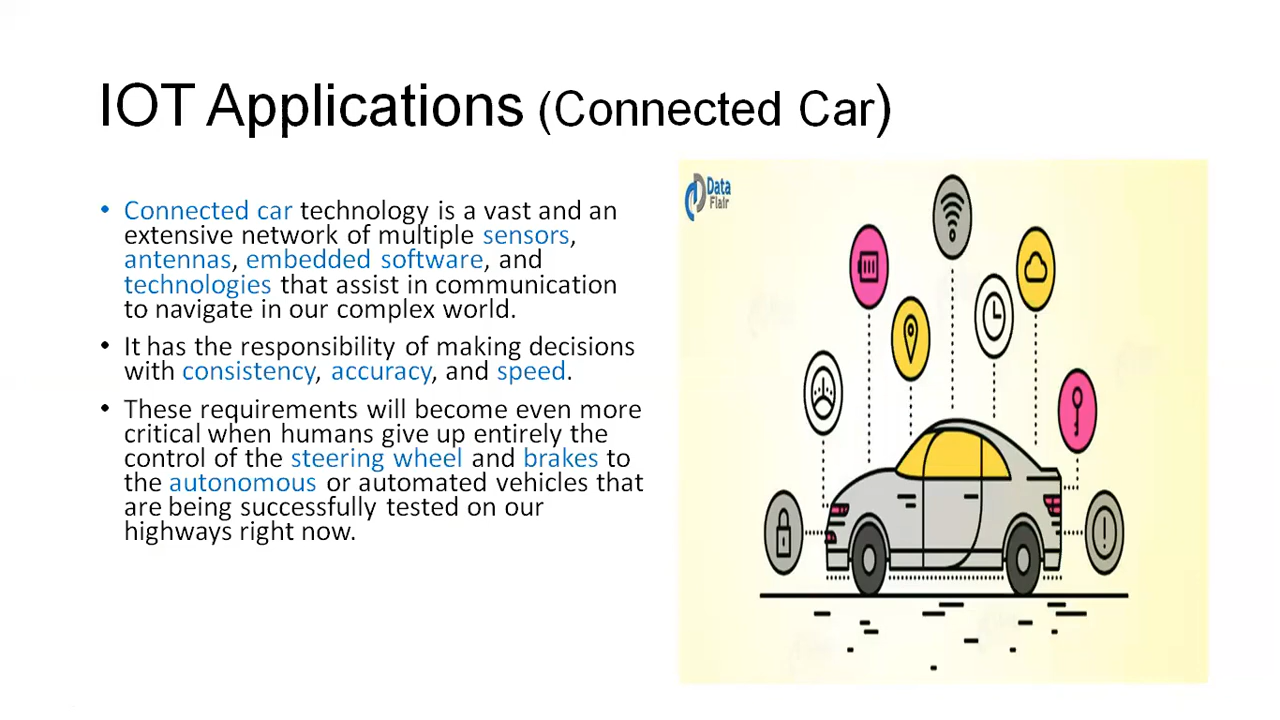 IOT Applications (Connected Car)
• Connected car technology is a vast and an
extensive network of multiple sensors,
antennas, embedded software, and
technologies that assist in communication
to navigate in our complex world.
• It has the responsibility of making decisions
with consistency, accuracy, and speed.
• These requirements will become even more
critical when humans give up entirely the
control of the steering wheel and brakes to
the autonomous or automated vehicles that
are being successfully tested on our
highways right now.
Data
Flair